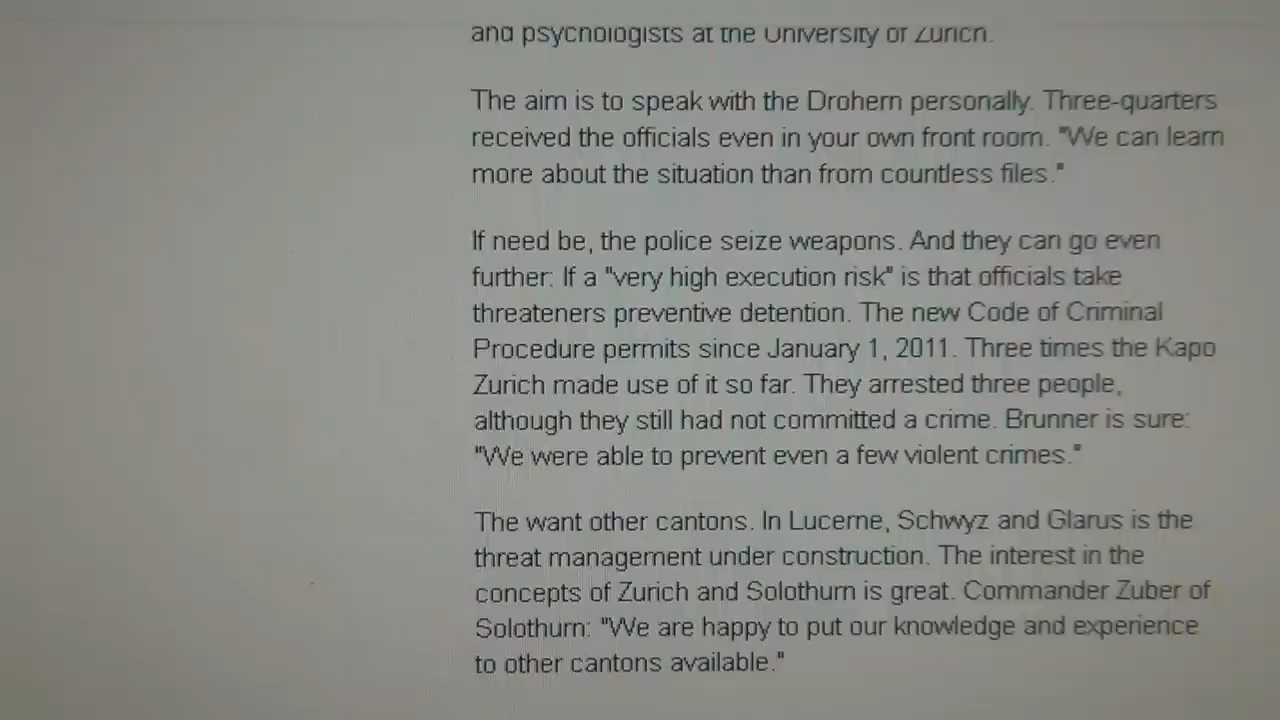 and psychologists at the University of Zurich.
The aim is to speak with the Drohern personally. Three-quarters
received the officials even in your own front room. "We can learn
more about the situation than from countless files."
If need be, the police seize weapons. And they can go even
further: If a "very high execution risk" is that officials take
threateners preventive detention. The new Code of Criminal
Procedure permits since January 1, 2011. Three times the Kapo
Zurich made use of it so far. They arrested three people,
although they still had not committed a crime. Brunner is sure:
"We were able to prevent even a few violent crimes."
The want other cantons. In Lucerne, Schwyz and Glarus is the
threat management under construction. The interest in the
concepts of Zurich and Solothurn is great. Commander Zuber of
Solothurn: "We are happy to put our knowledge and experience
to other cantons available."